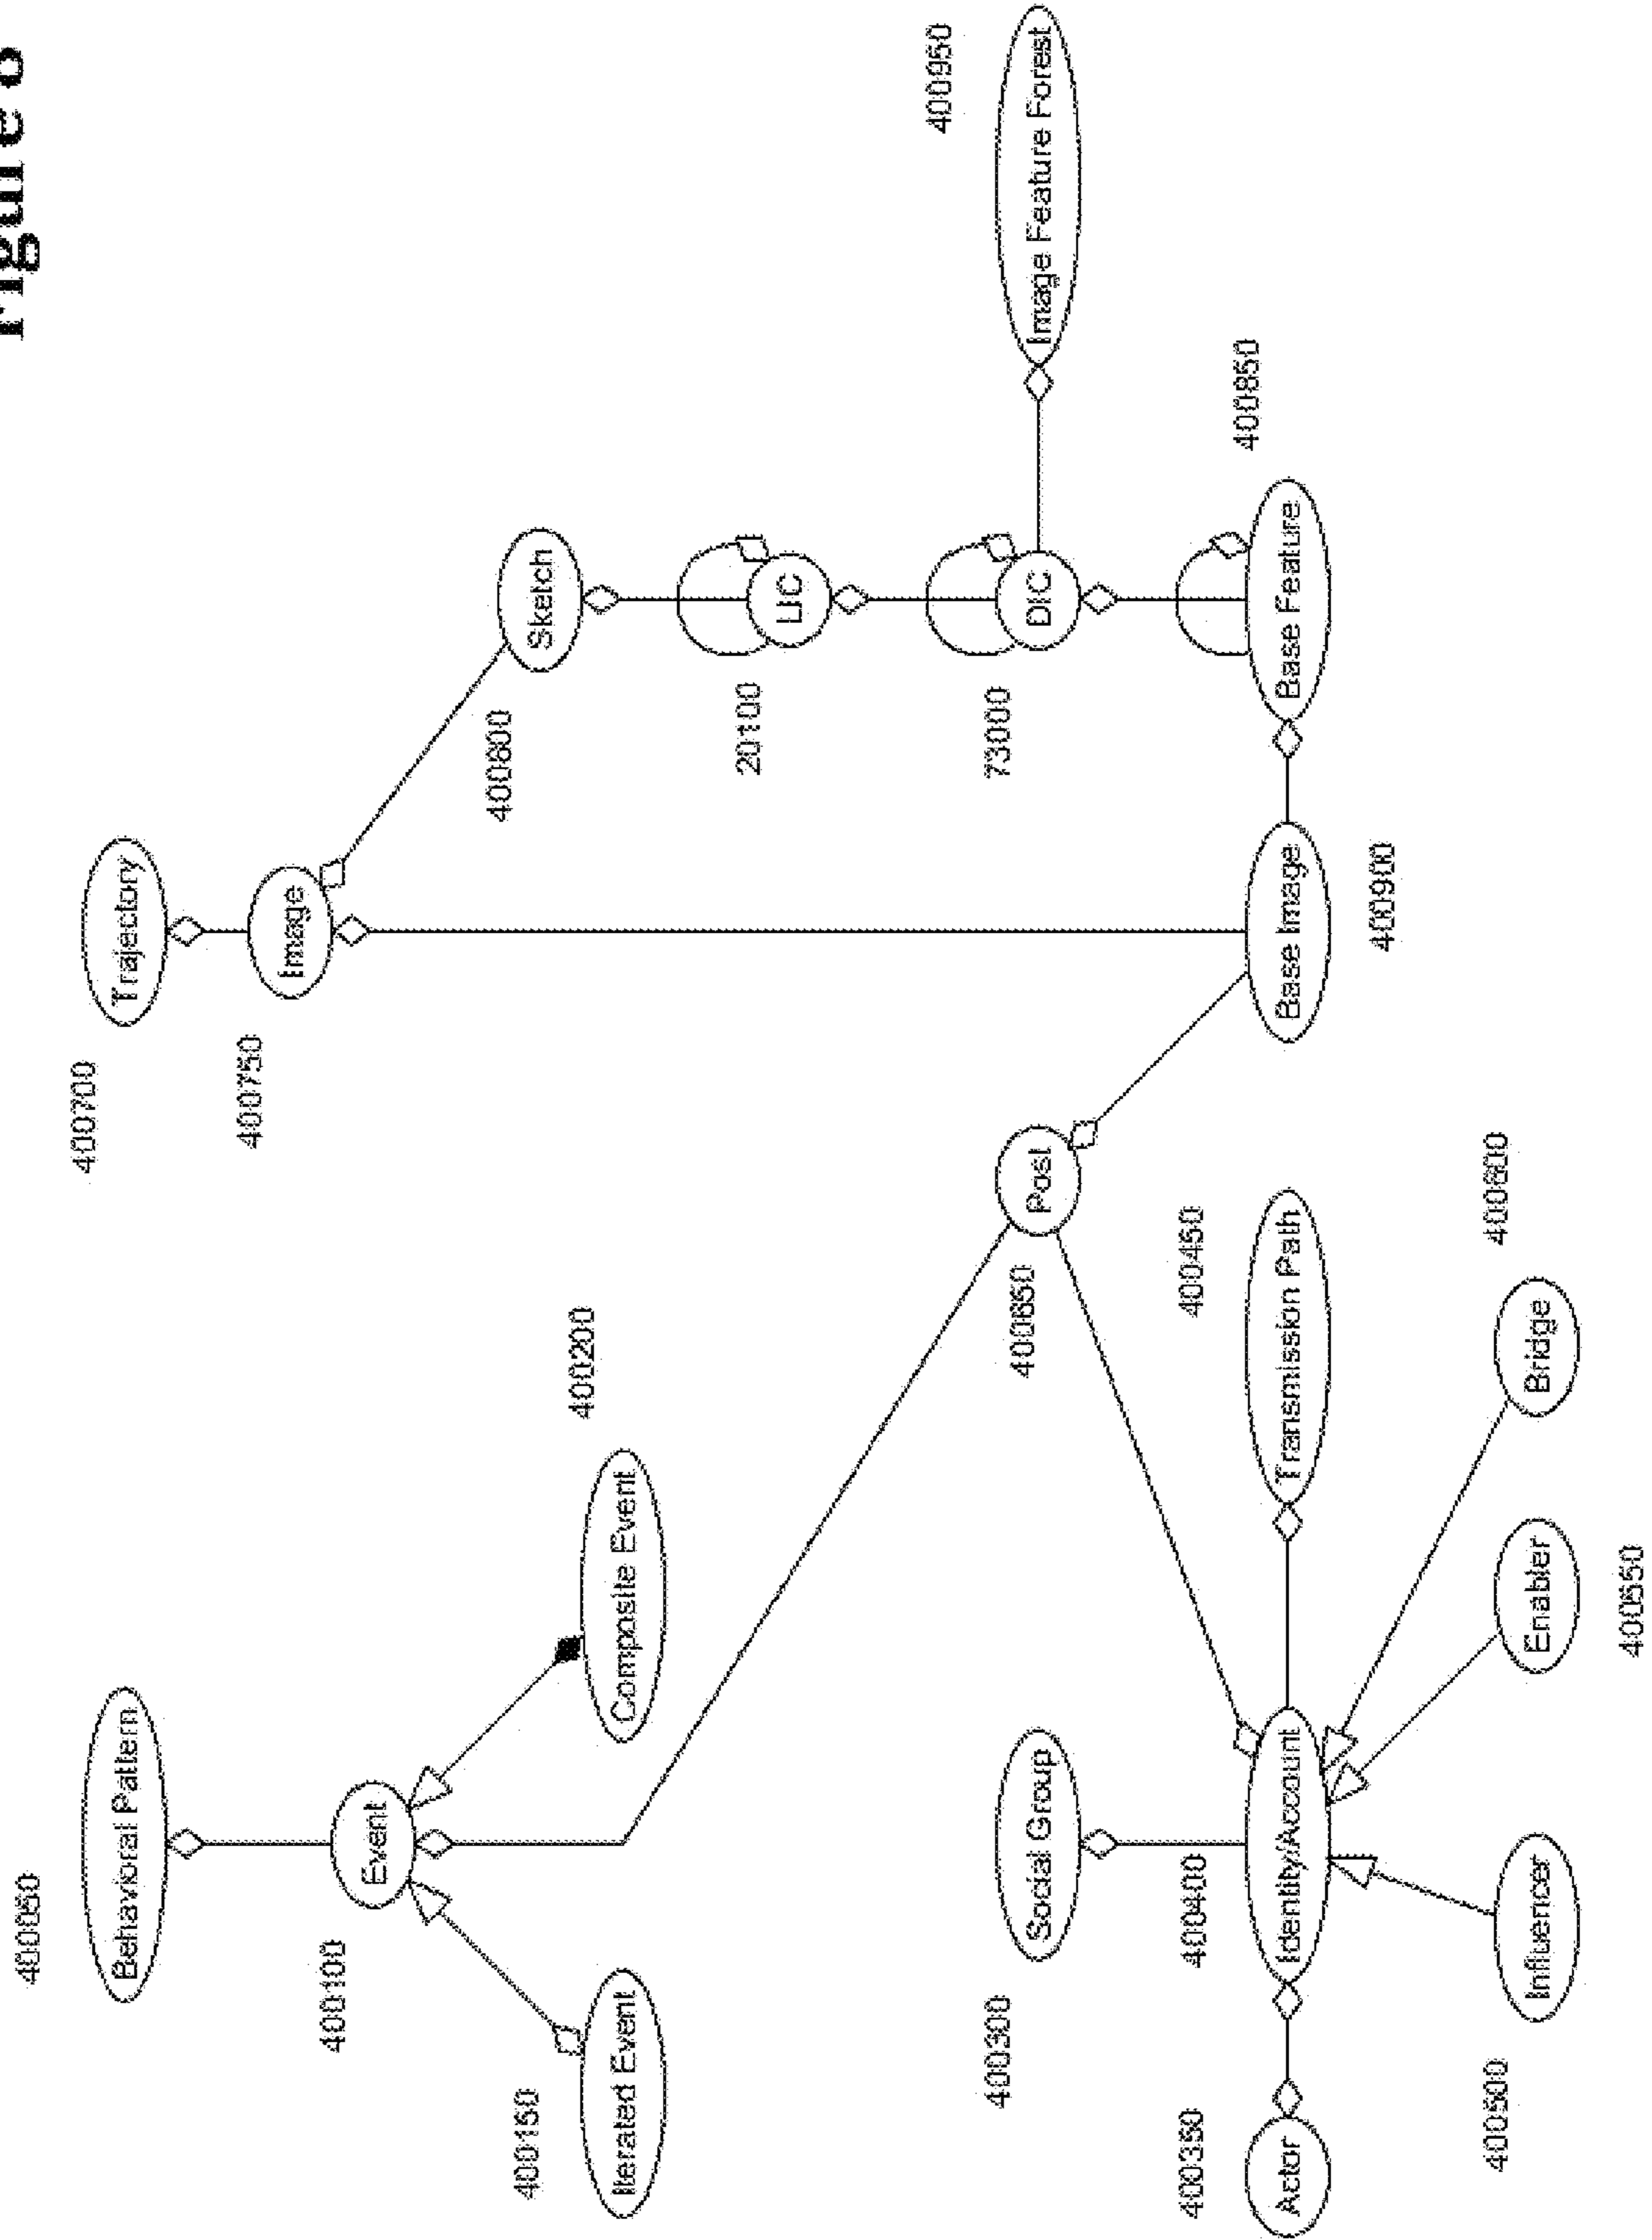 Figure 8
400050
400700
Behavioral Pattern
Trajectory
400750
Image
400100
Event
400800
400150
Sketch
400200
Iterated Event
Composite Event
20100
LIC
400950
400300
73000
400650
Social Group
Post
DIC
Image Feature Forest
400350
400400
400450
400850
Actor
Identity/Account
Transmission Path
Base Image
Base Feature
400900
400500
400600
Influencer
Enabler
Bridge
400550